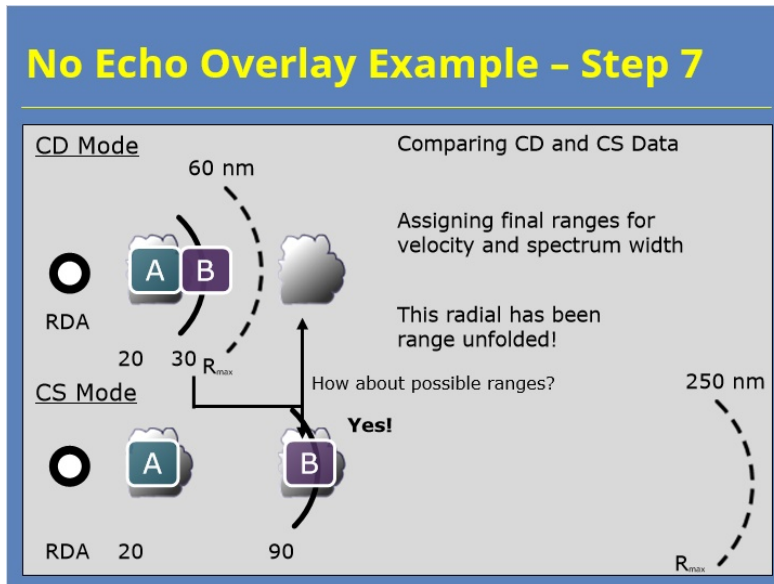 No Echo Overlay Example – Step 7
CD Mode
60 nm
Comparing CD and CS Data
Assigning final ranges for
velocity and spectrum width
A
B
RDA
This radial has been
range unfolded!
20
30
Rmax
How about possible ranges?
CS Mode
250 nm
Yes!
A
B
RDA
20
90
Rmax